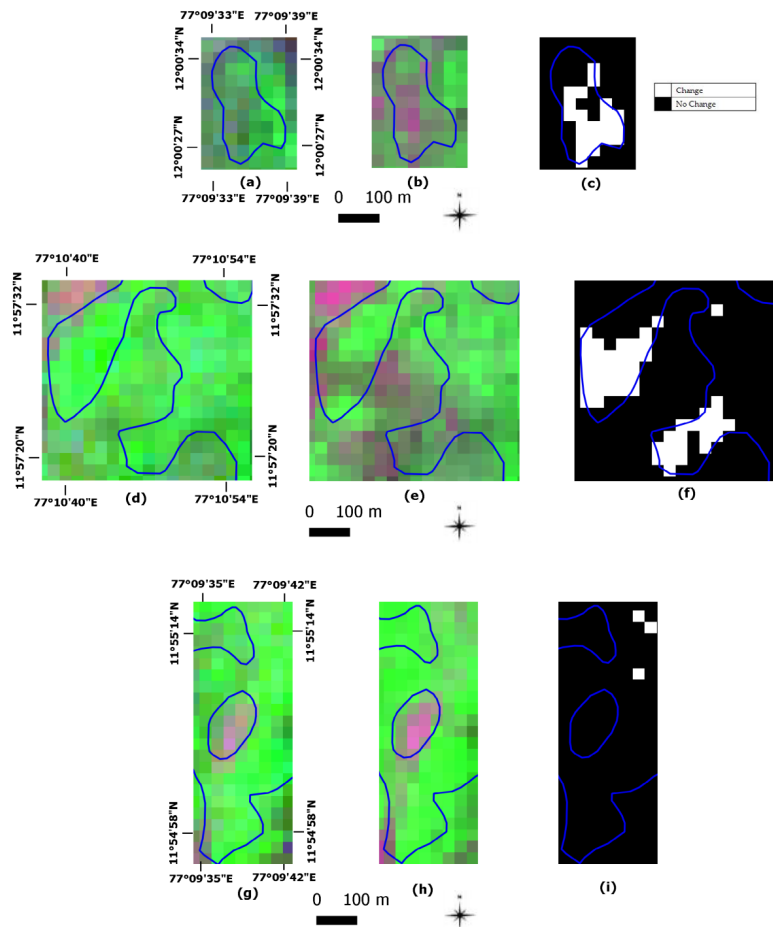 77°09'33"E 77°09'39"E
12°00'34"N
12°00'34"N
12°00'27"N
12°00'27"N
(a)
(b)
(c)
77°09'33"E 77°09'39"E
Change
No Change
0 100 m
N
77°10'40"E 77°10'54"E
11°57'32"N
11°57'32"N
11°57'20"N
11°57'20"N
77°10'40"E 77°10'54"E
(d)
(e)
(f)
0 100 m
N
77°09'35"E 77°09'42"E
11°55'14"N
11°55'14"N
11°54'58"N
11°54'58"N
77°09'35"E 77°09'42"E
(g)
(h)
(i)
0 100 m
N